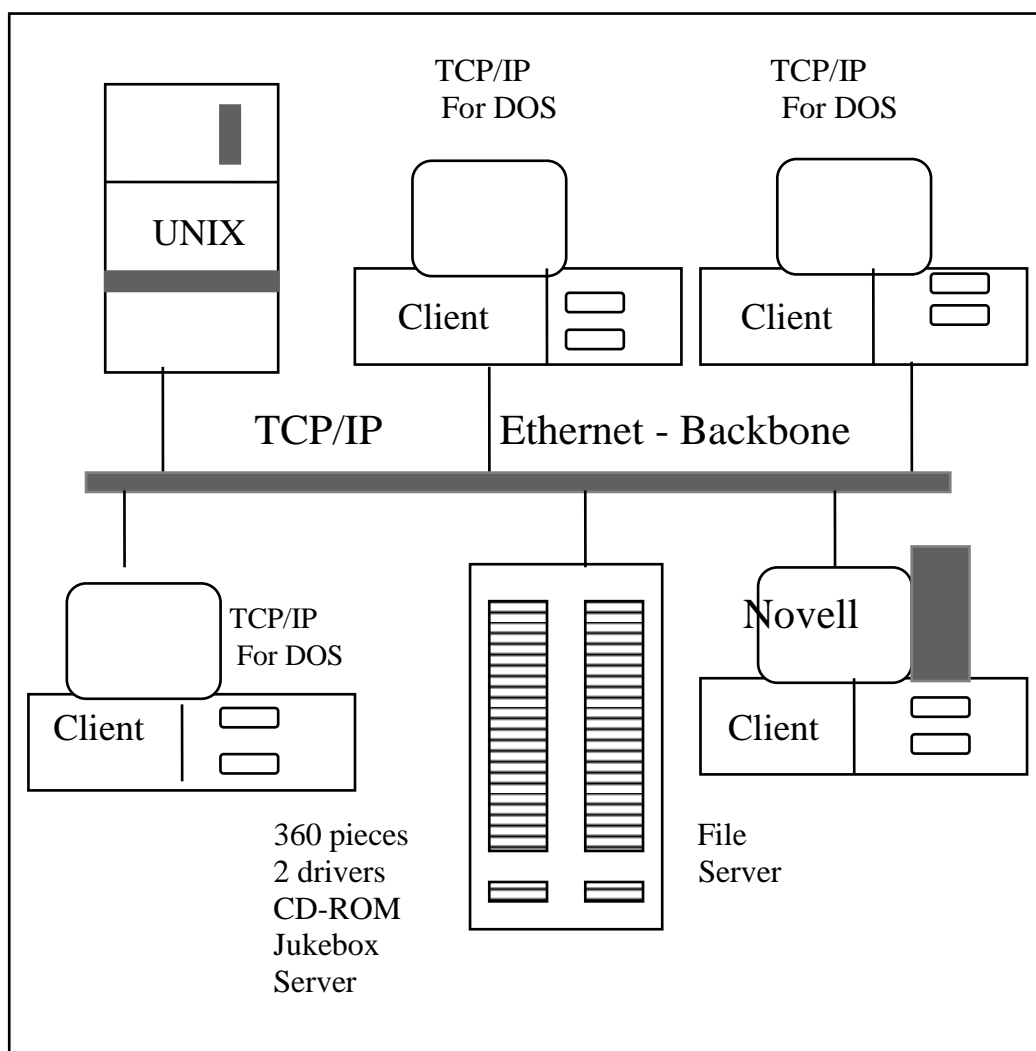 TCP/IP
For DOS
TCP/IP
For DOS
UNIX
Client
Client
TCP/IP Ethernet - Backbone
Novell
TCP/IP
For DOS
Client
Client
360 pieces
2 drivers
CD-ROM
Jukebox
Server
File
Server